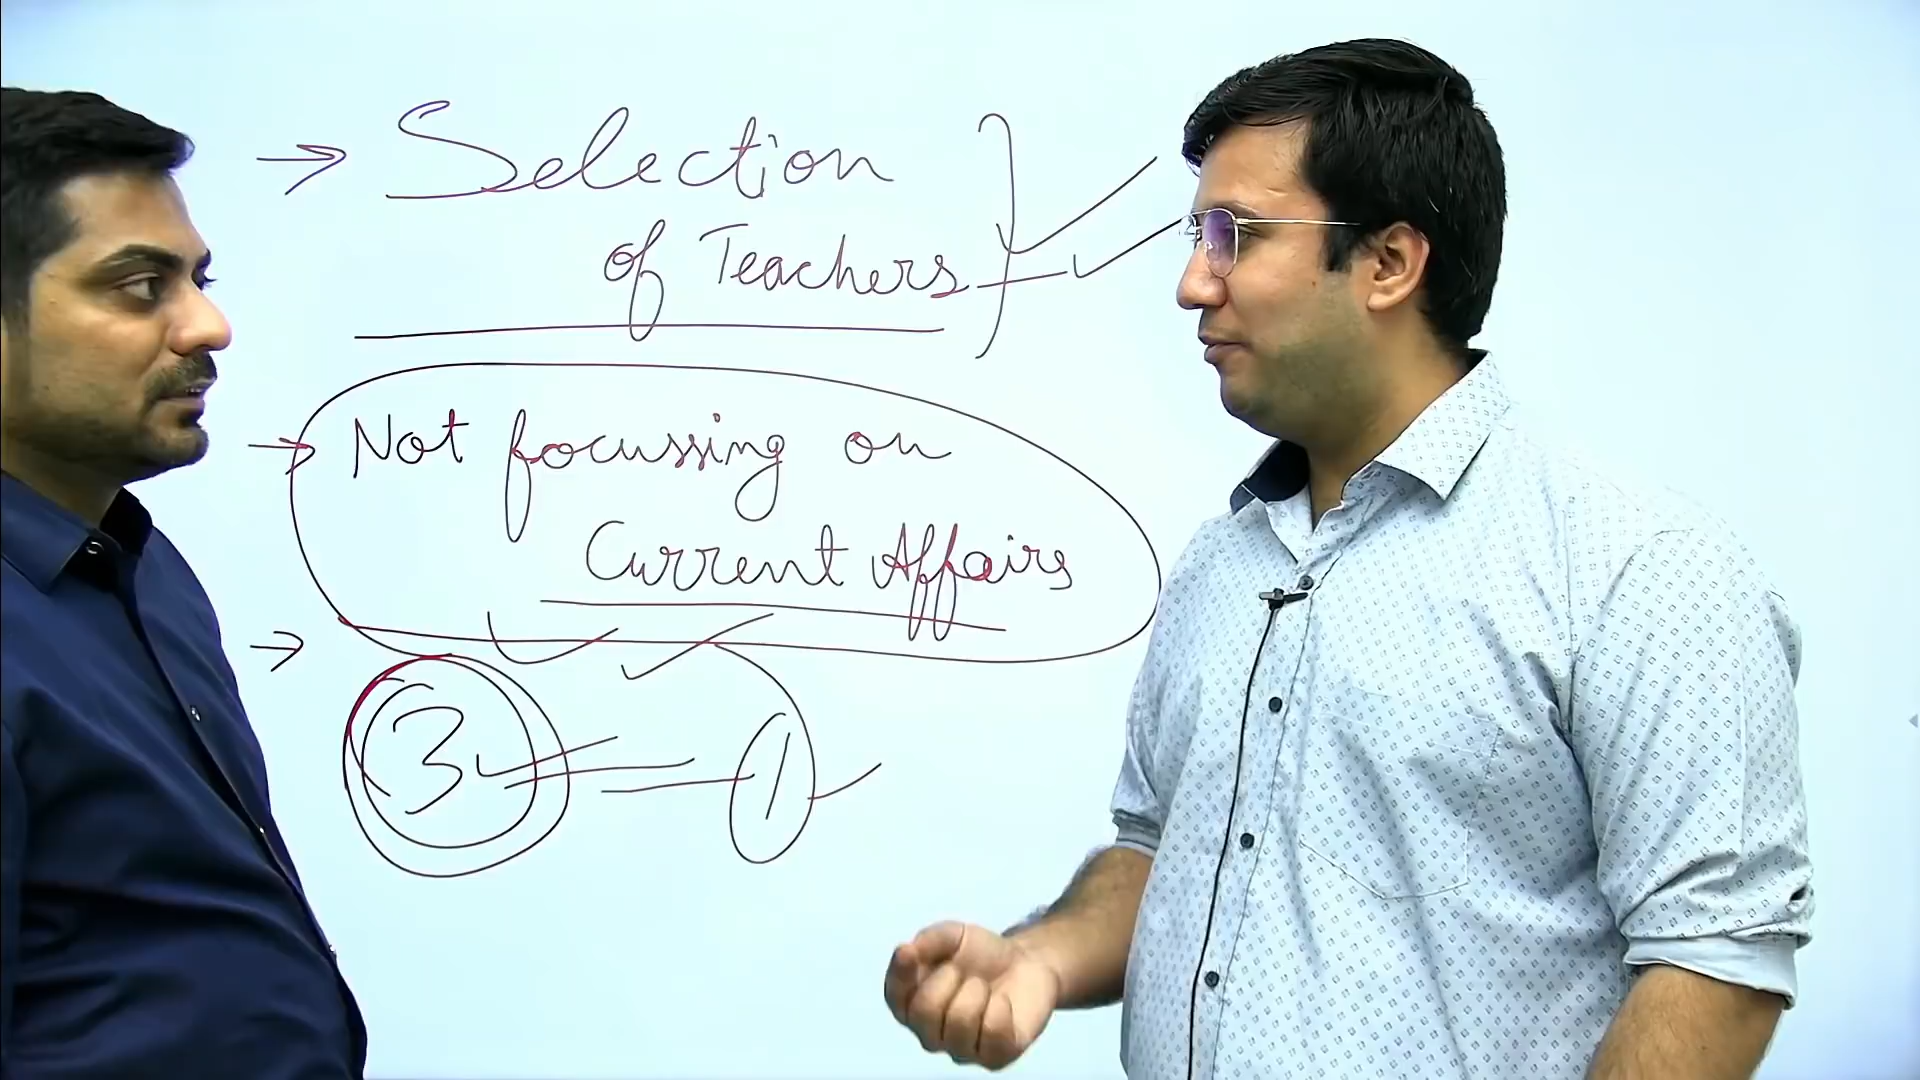 → Selection
of Teachers
→ Not focussing on
Current Affairs
→
3 1